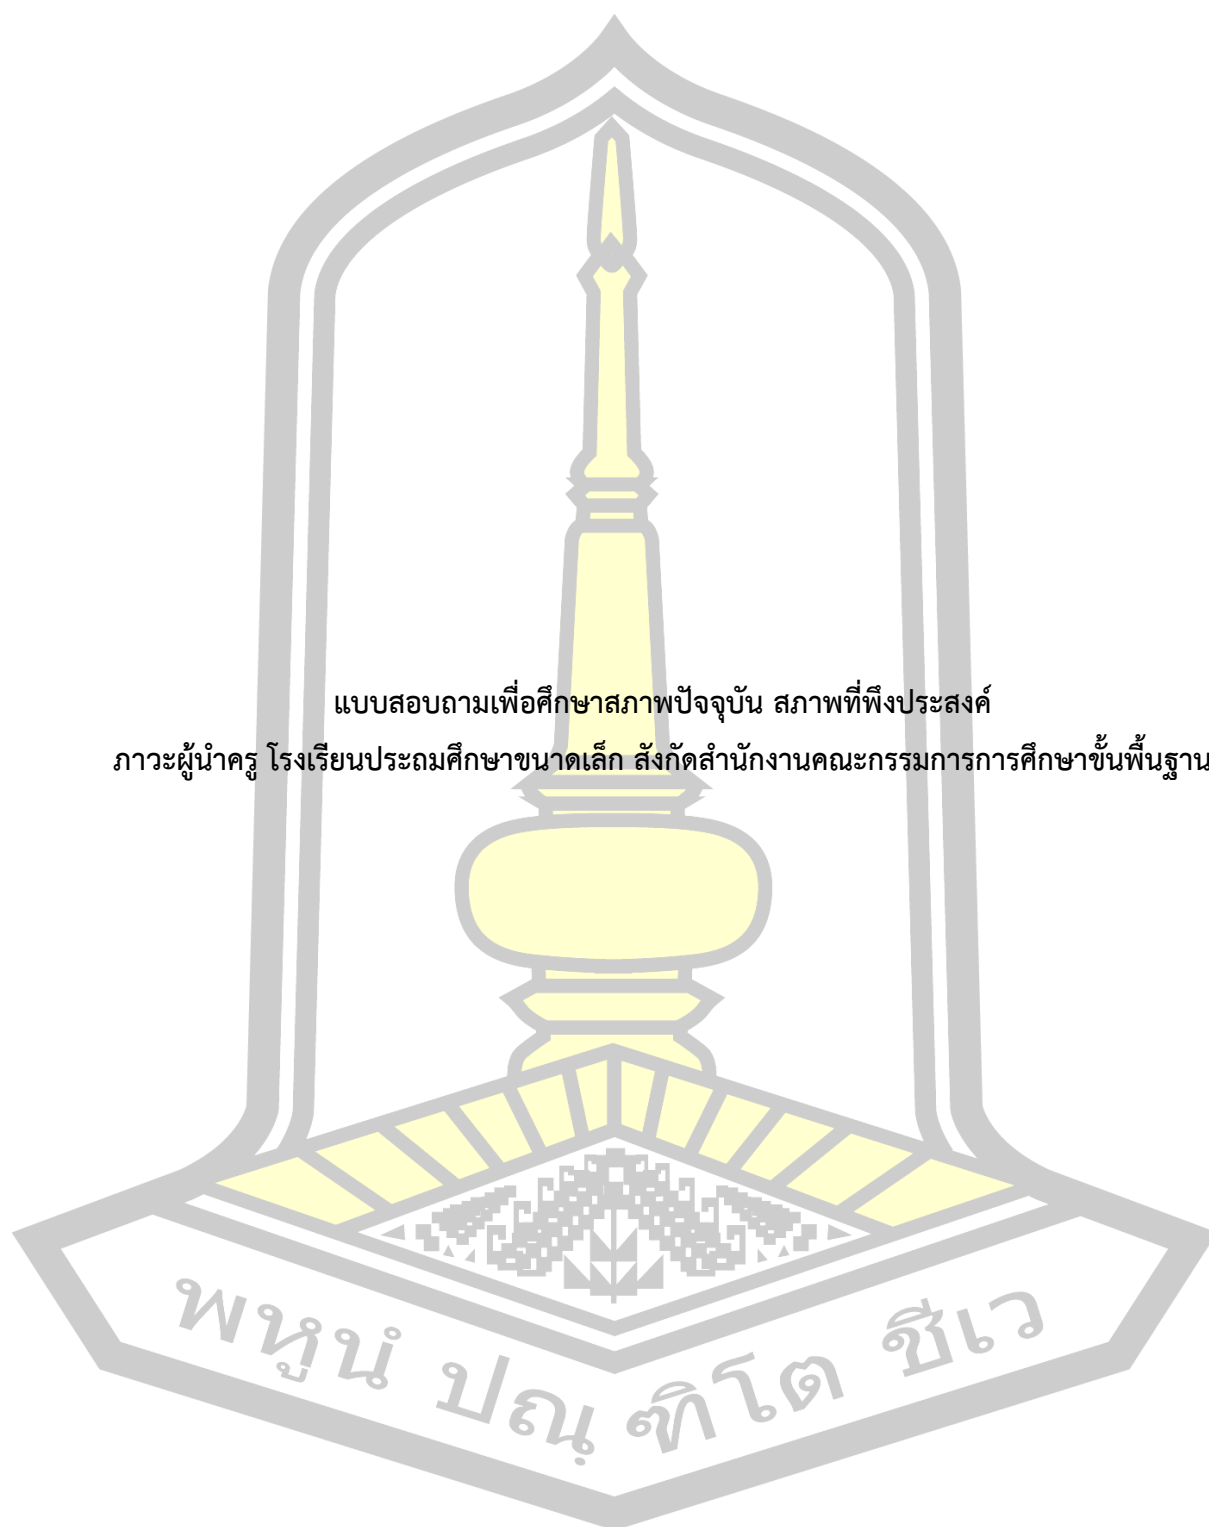 แบบสอบถามเพื่อศึกษาสภาพปัจจุบัน สภาพที่พึงประสงค์
ภาวะผู้นำครู โรงเรียนประถมศึกษาขนาดเล็ก สังกัดสำนักงานคณะกรรมการการศึกษาขั้นพื้นฐาน
พหูนํ ปณฺฑิโต ชีเว